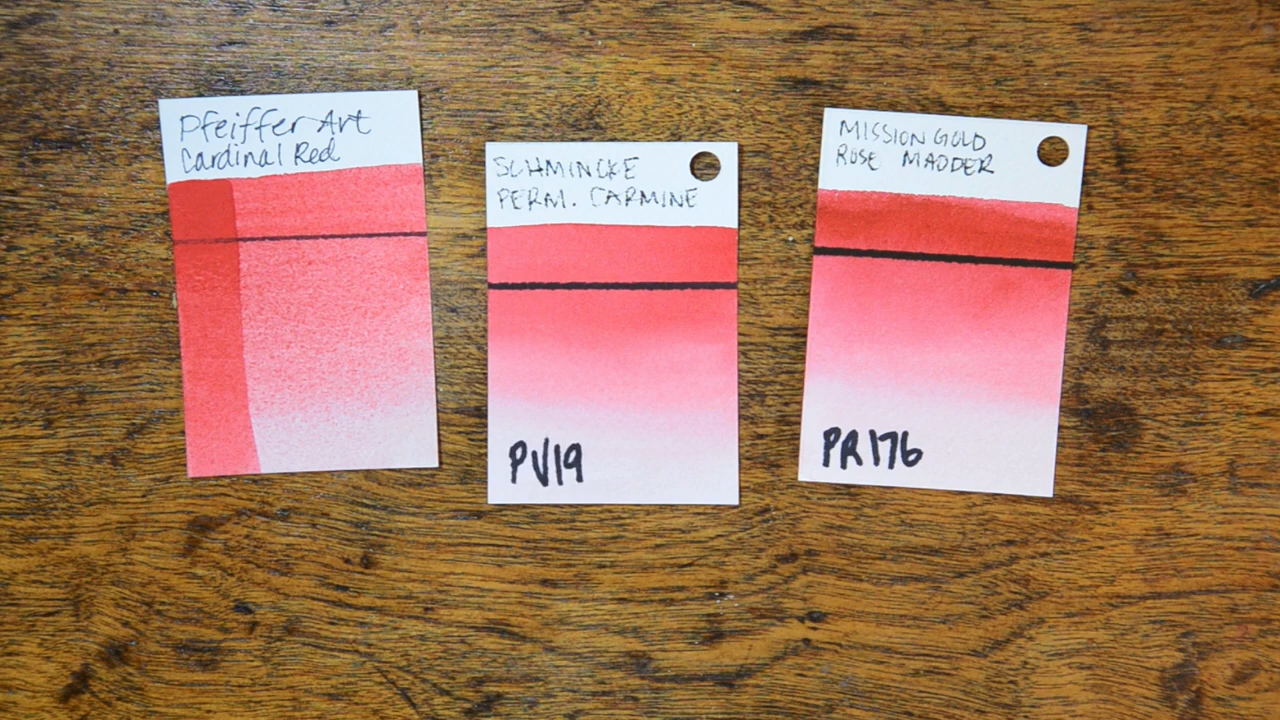 Pfeiffer Art
Cardinal Red
SCHMINCKE
PERM. CARMINE
PV19
MISSION GOLD
ROSE MADDER
PR176